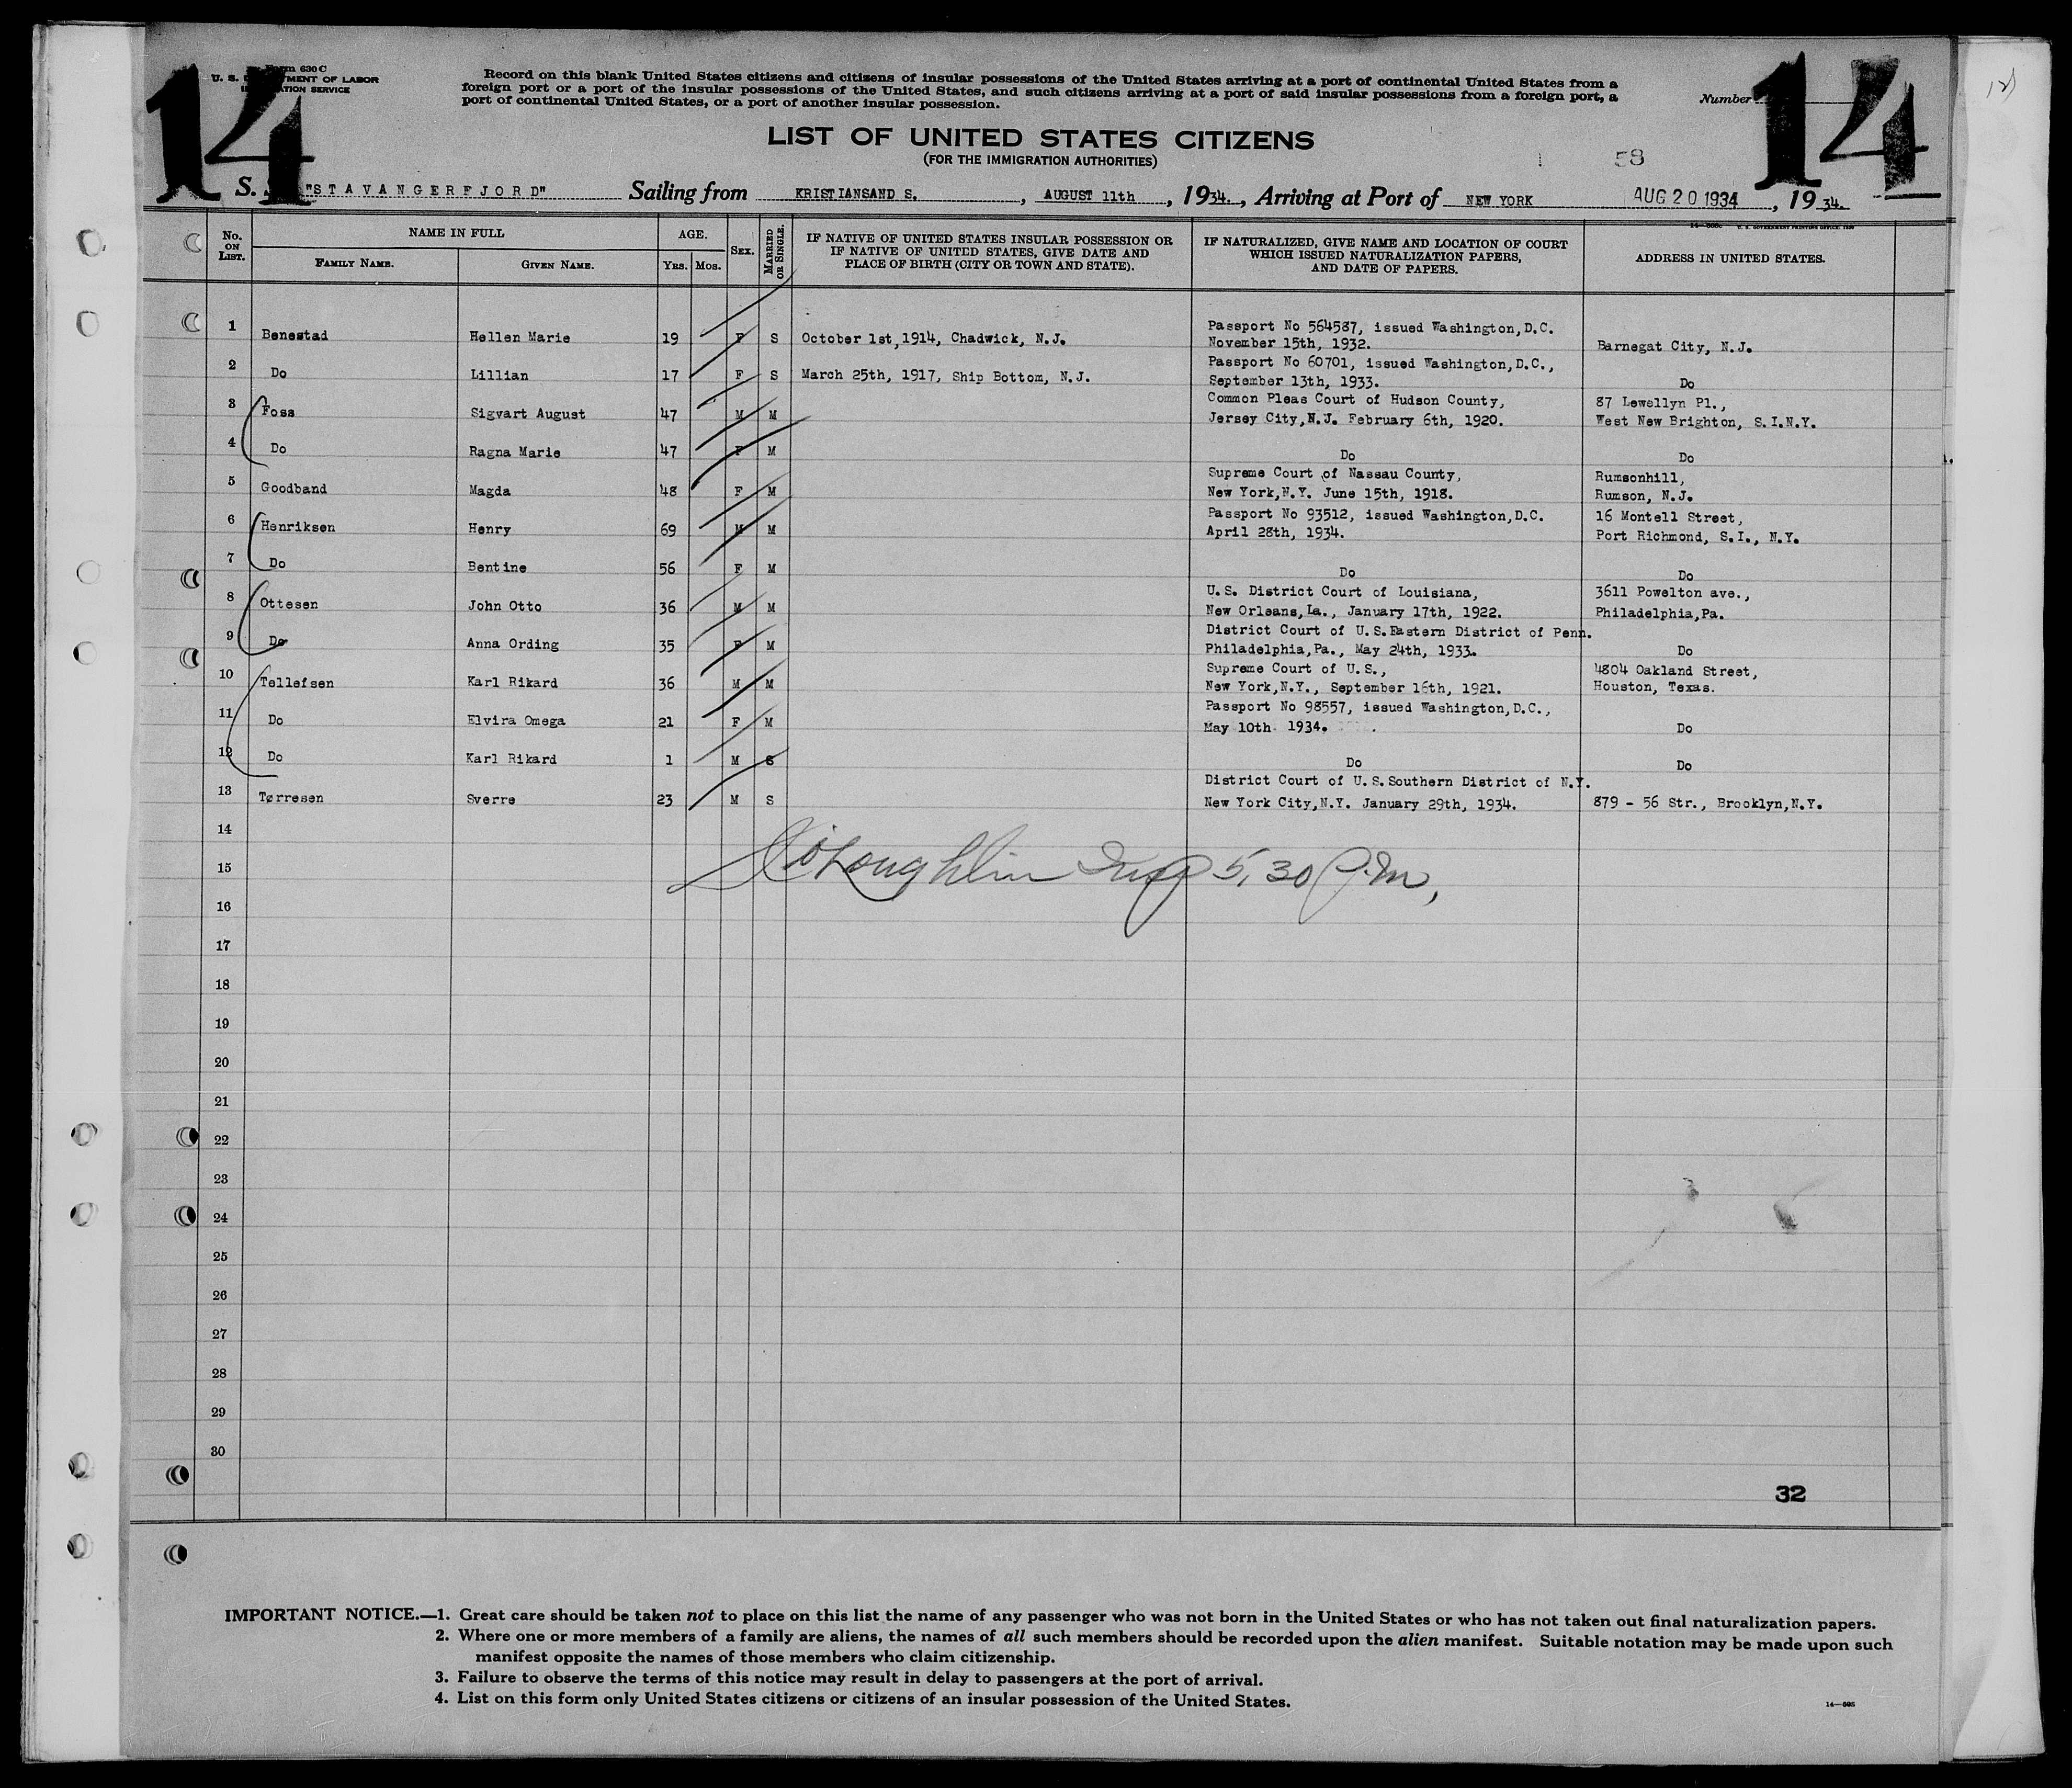 14
Form 630 C
U. S. DEPARTMENT OF LABOR
IMMIGRATION SERVICE
Record on this blank United States citizens and citizens of insular possessions of the United States arriving at a port of continental United States from a
foreign port or a port of the insular possessions of the United States, and such citizens arriving at a port of said insular possessions from a foreign port, a
port of continental United States, or a port of another insular possession.
Number
14
LIST OF UNITED STATES CITIZENS
(FOR THE IMMIGRATION AUTHORITIES)
58
S. "STAVANGERFJORD" Sailing from KRISTIANSAND S., AUGUST 11th, 1934., Arriving at Port of NEW YORK AUG 20 1934, 1934.
No. ON LIST. NAME IN FULL FAMILY NAME. GIVEN NAME. AGE. Yrs. Mos. SEX. MARRIED OR SINGLE. IF NATIVE OF UNITED STATES INSULAR POSSESSION OR IF NATIVE OF UNITED STATES, GIVE DATE AND PLACE OF BIRTH (CITY OR TOWN AND STATE). IF NATURALIZED, GIVE NAME AND LOCATION OF COURT WHICH ISSUED NATURALIZATION PAPERS, AND DATE OF PAPERS. ADDRESS IN UNITED STATES.
1 Benestad Hellen Marie 19 F S October 1st, 1914, Chadwick, N.J. Passport No 564587, issued Washington,D.C. November 15th, 1932. Barnegat City, N.J.
2 Do Lillian 17 F S March 25th, 1917, Ship Bottom, N.J. Passport No 60701, issued Washington,D.C., September 13th, 1933. Do
3 Foss Sigvart August 47 M M Common Pleas Court of Hudson County, Jersey City,N.J. February 6th, 1920. 87 Lewellyn Pl., West New Brighton, S.I.N.Y.
4 Do Ragna Marie 47 F M Do Do
5 Goodband Magda 48 F M Supreme Court of Nassau County, New York,N.Y. June 15th, 1918. Rumsonhill, Rumson, N.J.
6 Henriksen Henry 69 M M Passport No 93512, issued Washington,D.C. April 28th, 1934. 16 Montell Street, Port Richmond, S.I., N.Y.
7 Do Bentine 56 F M Do Do
8 Ottesen John Otto 36 M M U.S. District Court of Louisiana, New Orleans,La., January 17th, 1922. 3611 Powelton ave., Philadelphia,Pa.
9 Do Anna Ording 35 F M District Court of U.S.Eastern District of Penn. Philadelphia,Pa., May 24th, 1933. Do
10 Tellefsen Karl Rikard 36 M M Supreme Court of U.S., New York,N.Y., September 16th, 1921. 4804 Oakland Street, Houston, Texas.
11 Do Elvira Omega 21 F M Passport No 98557, issued Washington,D.C., May 10th 1934. Do
12 Do Karl Rikard 1 M S Do Do
13 Tørresen Sverre 23 M S District Court of U.S.Southern District of N.Y. New York City,N.Y. January 29th, 1934. 879 - 56 Str., Brooklyn,N.Y.
14
15 O'Loughlin Insp 5.30 P.M.,
16
17
18
19
20
21
22
23
24
25
26
27
28
29
30
32
IMPORTANT NOTICE.—1. Great care should be taken not to place on this list the name of any passenger who was not born in the United States or who has not taken out final naturalization papers.
2. Where one or more members of a family are aliens, the names of all such members should be recorded upon the alien manifest. Suitable notation may be made upon such
manifest opposite the names of those members who claim citizenship.
3. Failure to observe the terms of this notice may result in delay to passengers at the port of arrival.
4. List on this form only United States citizens or citizens of an insular possession of the United States.